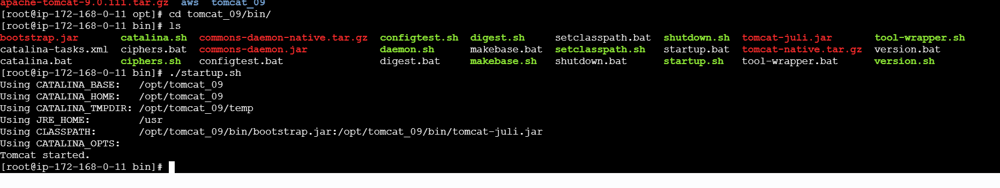 apache-tomcat-9.0.111.tar.gz  aws  tomcat_09
[root@ip-172-168-0-11 opt]# cd tomcat_09/bin/
[root@ip-172-168-0-11 bin]# ls
bootstrap.jar       catalina.sh  commons-daemon-native.tar.gz  configtest.sh  digest.sh     setclasspath.bat  shutdown.sh  tomcat-juli.jar       tool-wrapper.sh
catalina-tasks.xml  ciphers.bat  commons-daemon.jar            daemon.sh      makebase.bat  setclasspath.sh   startup.bat  tomcat-native.tar.gz  version.bat
catalina.bat        ciphers.sh   configtest.bat                digest.bat     makebase.sh   shutdown.bat      startup.sh   tool-wrapper.bat      version.sh
[root@ip-172-168-0-11 bin]# ./startup.sh
Using CATALINA_BASE:   /opt/tomcat_09
Using CATALINA_HOME:   /opt/tomcat_09
Using CATALINA_TMPDIR: /opt/tomcat_09/temp
Using JRE_HOME:        /usr
Using CLASSPATH:       /opt/tomcat_09/bin/bootstrap.jar:/opt/tomcat_09/bin/tomcat-juli.jar
Using CATALINA_OPTS:
Tomcat started.
[root@ip-172-168-0-11 bin]#